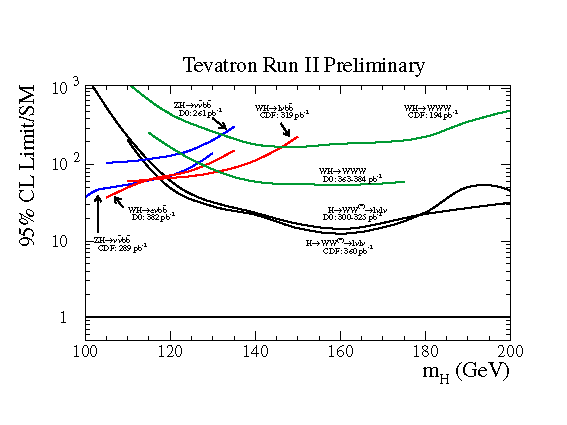 Tevatron Run II Preliminary
95% CL Limit/SM
10³
10²
10
1
ZH→νν̄bb̄
D0: 261 pb⁻¹
WH→lνbb̄
CDF: 319 pb⁻¹
WH→WWW
CDF: 194 pb⁻¹
WH→WWW
D0: 363-384 pb⁻¹
WH→eνbb̄
D0: 382 pb⁻¹
H→WW⁽*⁾→lνlν
D0: 300-325 pb⁻¹
ZH→νν̄bb̄
CDF: 289 pb⁻¹
H→WW⁽*⁾→lνlν
CDF: 360 pb⁻¹
100 120 140 160 180 200
m_H (GeV)